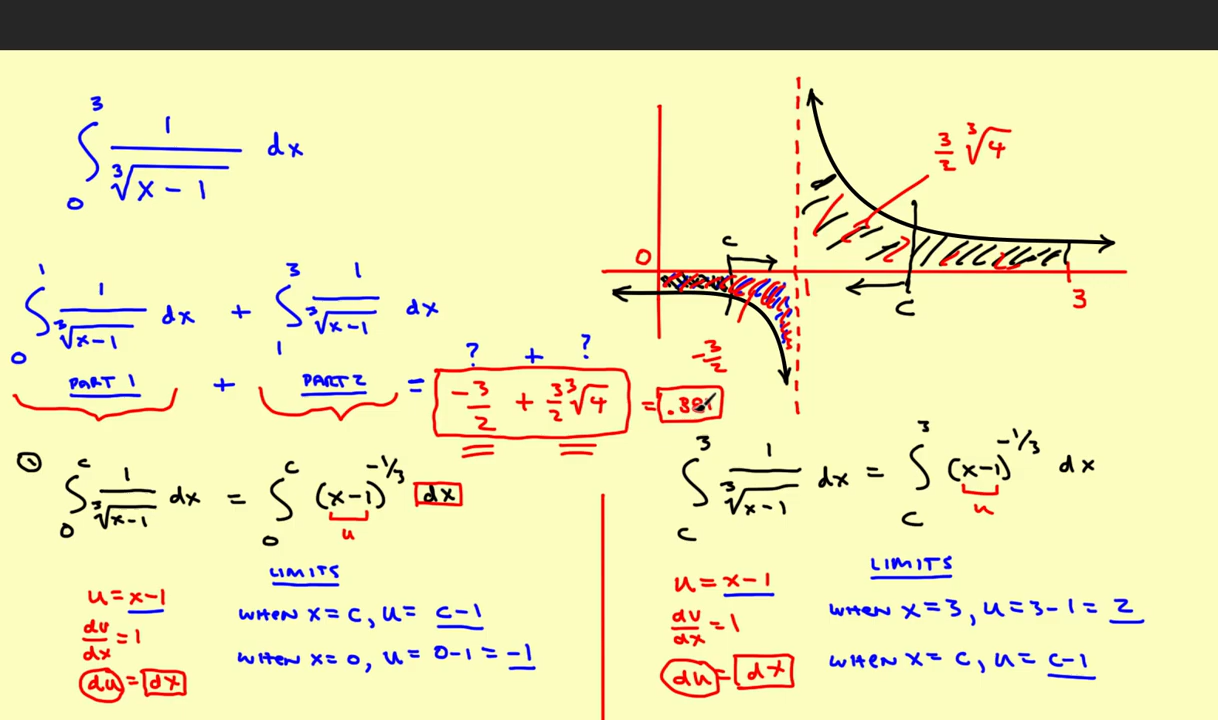 ∫₀³ 1/∛(x-1) dx
3/2 ∛4
0 c 1 c 3
-3/2
∫₀¹ 1/∛(x-1) dx + ∫₁³ 1/∛(x-1) dx
? + ?
PART 1 + PART 2 = -3/2 + 3/2 ∛4 =
① ∫₀ᶜ 1/∛(x-1) dx = ∫₀ᶜ (x-1)^(-1/3) dx
u
u = x-1
du/dx = 1
du = dx
LIMITS
WHEN x = c, u = c-1
WHEN x = 0, u = 0-1 = -1
∫_c^3 1/∛(x-1) dx = ∫_c^3 (x-1)^(-1/3) dx
u
u = x-1
du/dx = 1
du = dx
LIMITS
WHEN x = 3, u = 3-1 = 2
WHEN x = c, u = c-1